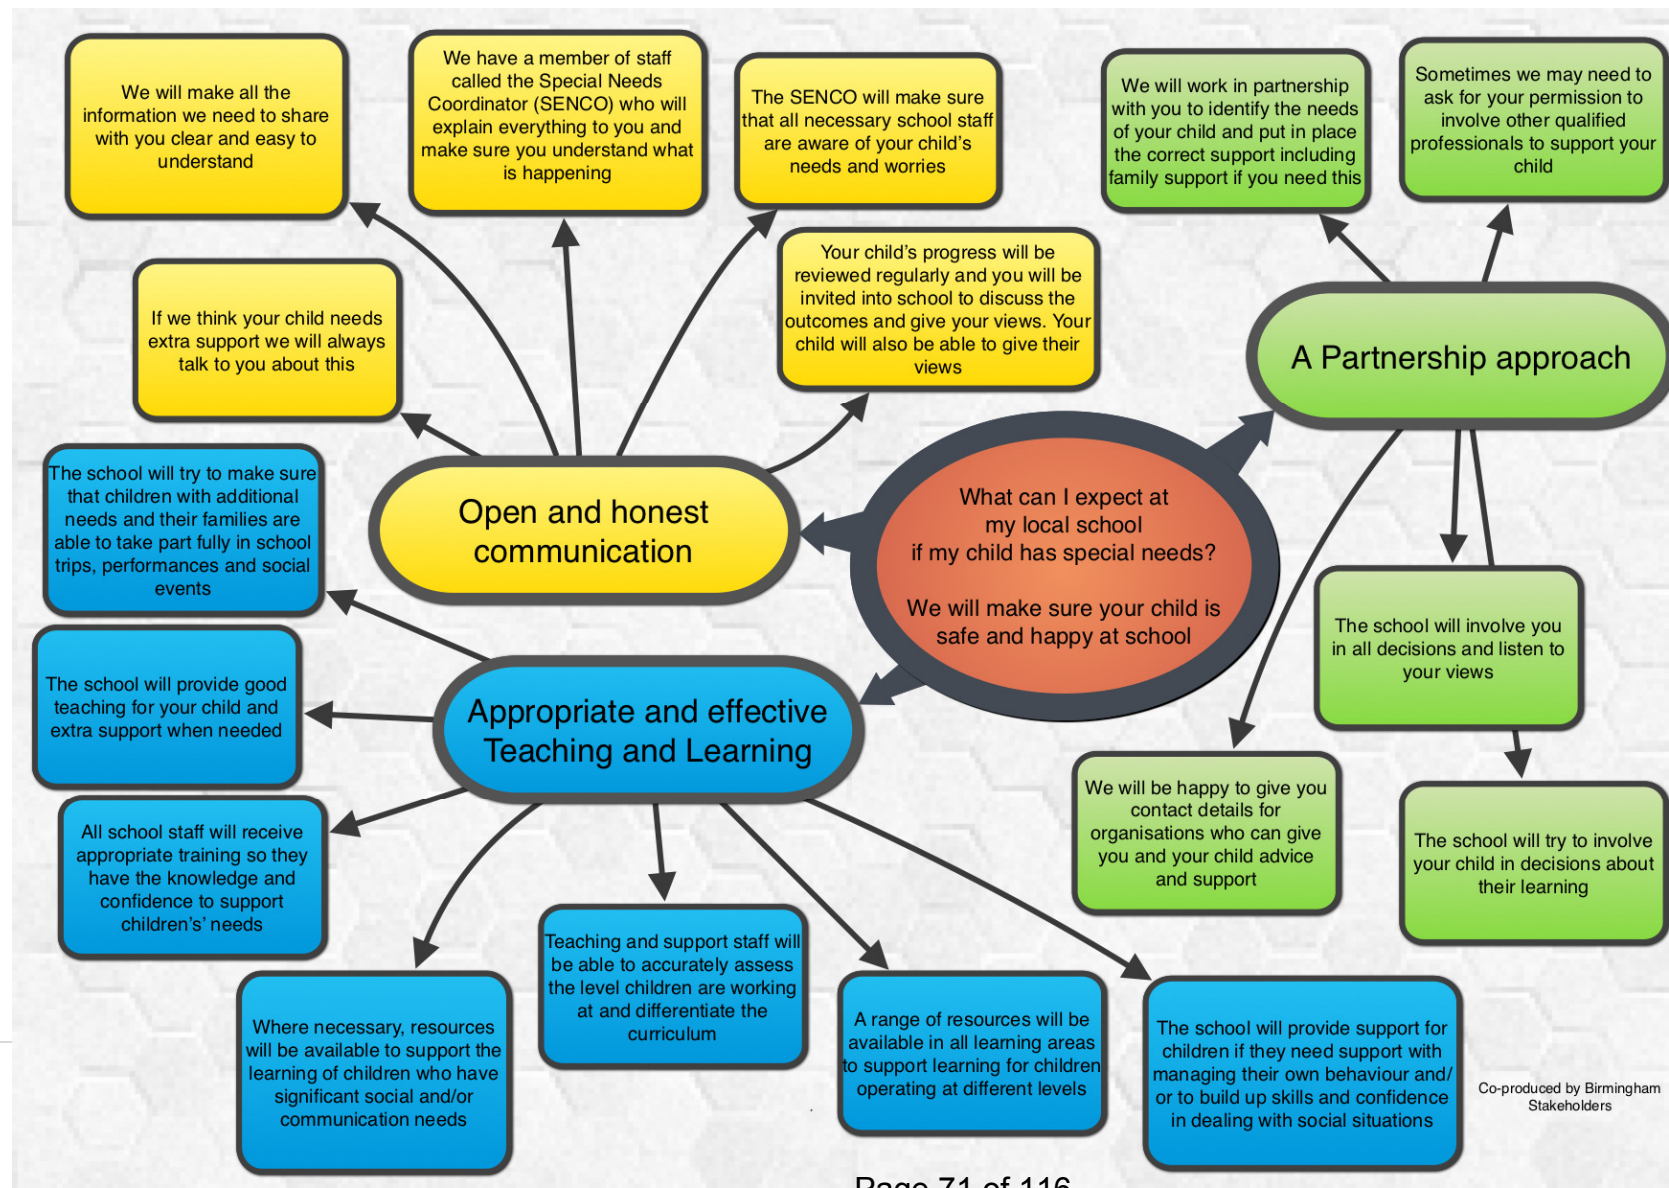 We will make all the
information we need to share
with you clear and easy to
understand
We have a member of staff
called the Special Needs
Coordinator (SENCO) who will
explain everything to you and
make sure you understand what
is happening
The SENCO will make sure
that all necessary school staff
are aware of your child's
needs and worries
We will work in partnership
with you to identify the needs
of your child and put in place
the correct support including
family support if you need this
Sometimes we may need to
ask for your permission to
involve other qualified
professionals to support your
child
If we think your child needs
extra support we will always
talk to you about this
Your child's progress will be
reviewed regularly and you will be
invited into school to discuss the
outcomes and give your views. Your
child will also be able to give their
views
A Partnership approach
Open and honest
communication
What can I expect at
my local school
if my child has special needs?
We will make sure your child is
safe and happy at school
The school will try to make sure
that children with additional
needs and their families are
able to take part fully in school
trips, performances and social
events
The school will provide good
teaching for your child and
extra support when needed
Appropriate and effective
Teaching and Learning
The school will involve you
in all decisions and listen to
your views
All school staff will receive
appropriate training so they
have the knowledge and
confidence to support
children's' needs
We will be happy to give you
contact details for
organisations who can give
you and your child advice
and support
The school will try to involve
your child in decisions about
their learning
Where necessary, resources
will be available to support the
learning of children who have
significant social and/or
communication needs
Teaching and support staff will
be able to accurately assess
the level children are working
at and differentiate the
curriculum
A range of resources will be
available in all learning areas
to support learning for children
operating at different levels
The school will provide support for
children if they need support with
managing their own behaviour and/
or to build up skills and confidence
in dealing with social situations
Co-produced by Birmingham
Stakeholders
Page 71 of 116